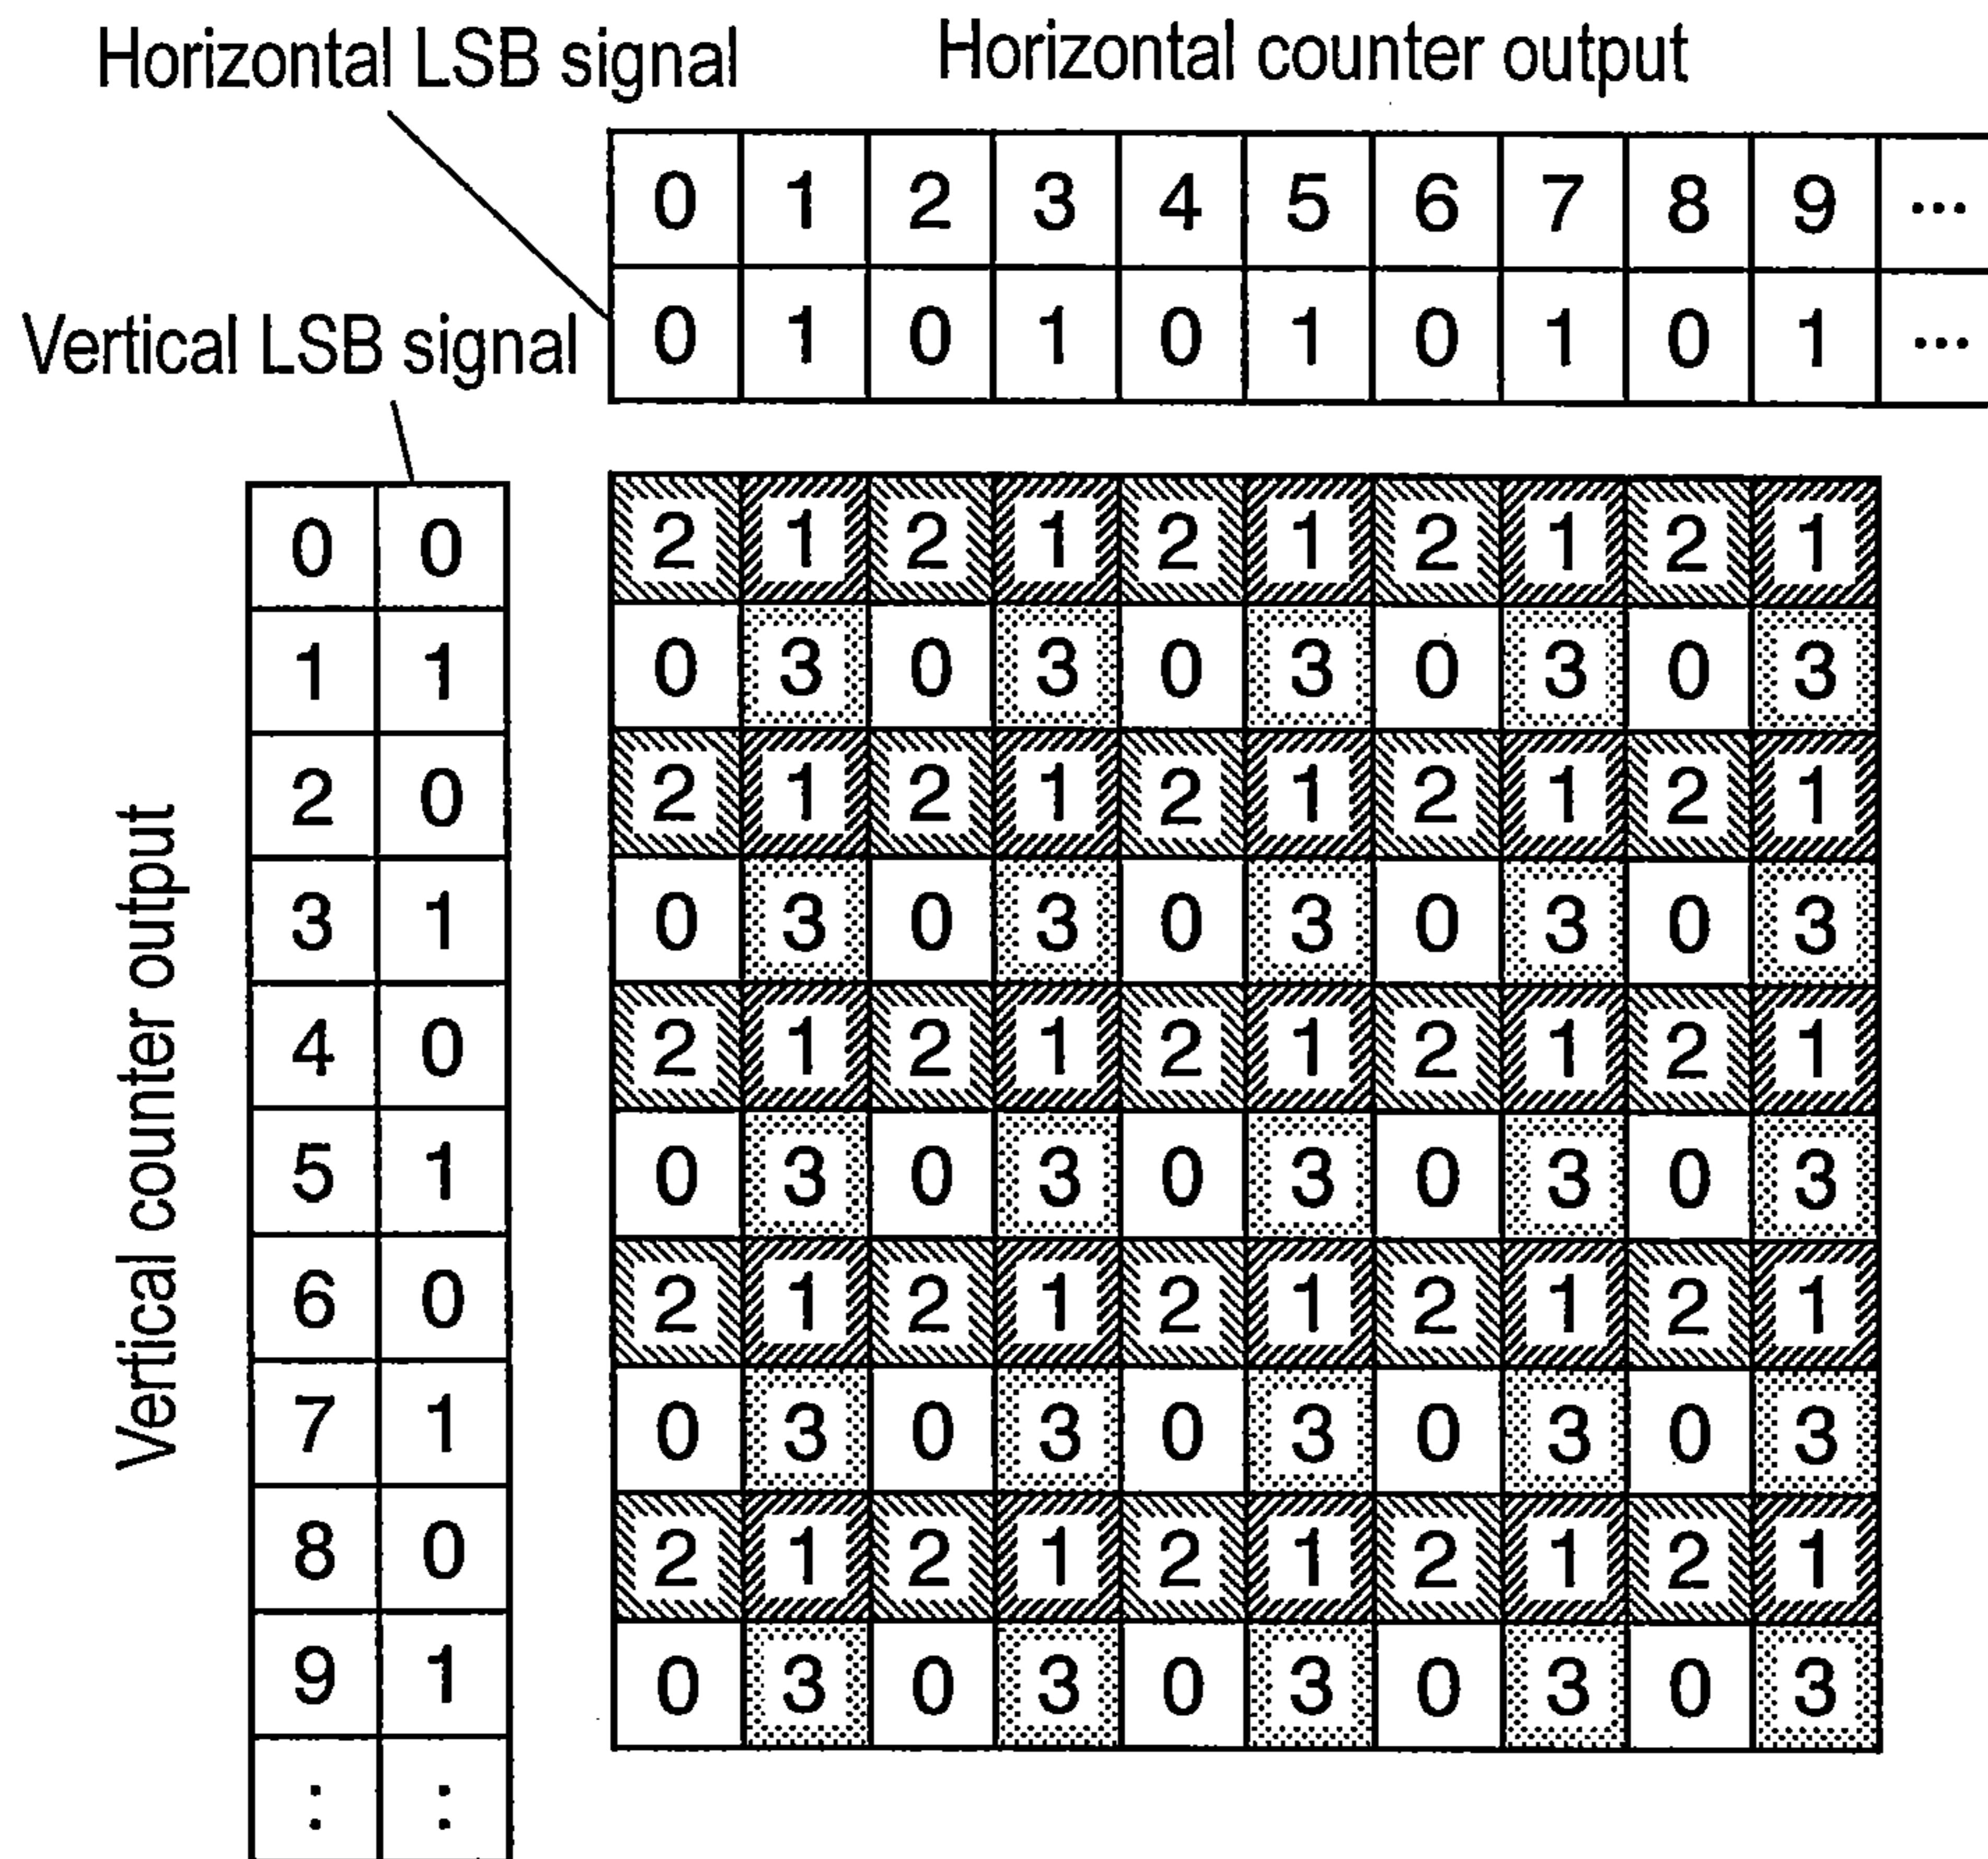 Horizontal LSB signal
Horizontal counter output
0 1 2 3 4 5 6 7 8 9 ...
0 1 0 1 0 1 0 1 0 1 ...
Vertical LSB signal
Vertical counter output
0 0 2 1 2 1 2 1 2 1 2 1
1 1 0 3 0 3 0 3 0 3 0 3
2 0 2 1 2 1 2 1 2 1 2 1
3 1 0 3 0 3 0 3 0 3 0 3
4 0 2 1 2 1 2 1 2 1 2 1
5 1 0 3 0 3 0 3 0 3 0 3
6 0 2 1 2 1 2 1 2 1 2 1
7 1 0 3 0 3 0 3 0 3 0 3
8 0 2 1 2 1 2 1 2 1 2 1
9 1 0 3 0 3 0 3 0 3 0 3
: :